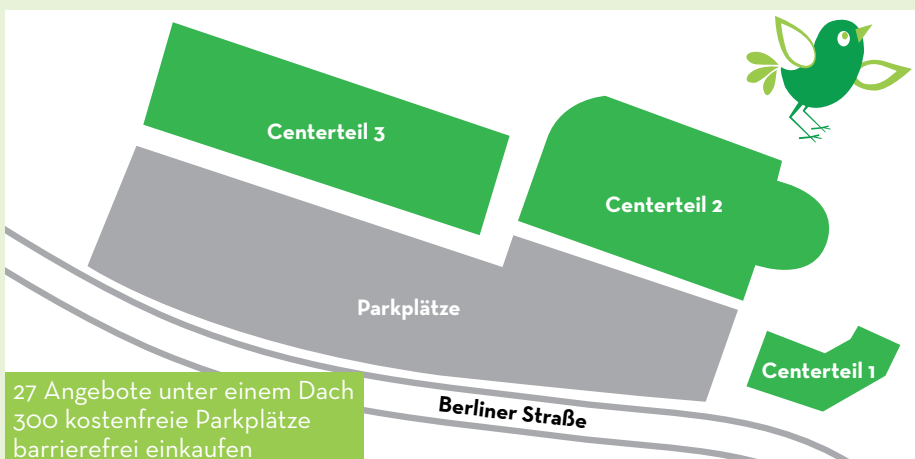 Centerteil 3
Centerteil 2
Parkplätze
Centerteil 1
Berliner Straße
27 Angebote unter einem Dach
300 kostenfreie Parkplätze
barrierefrei einkaufen